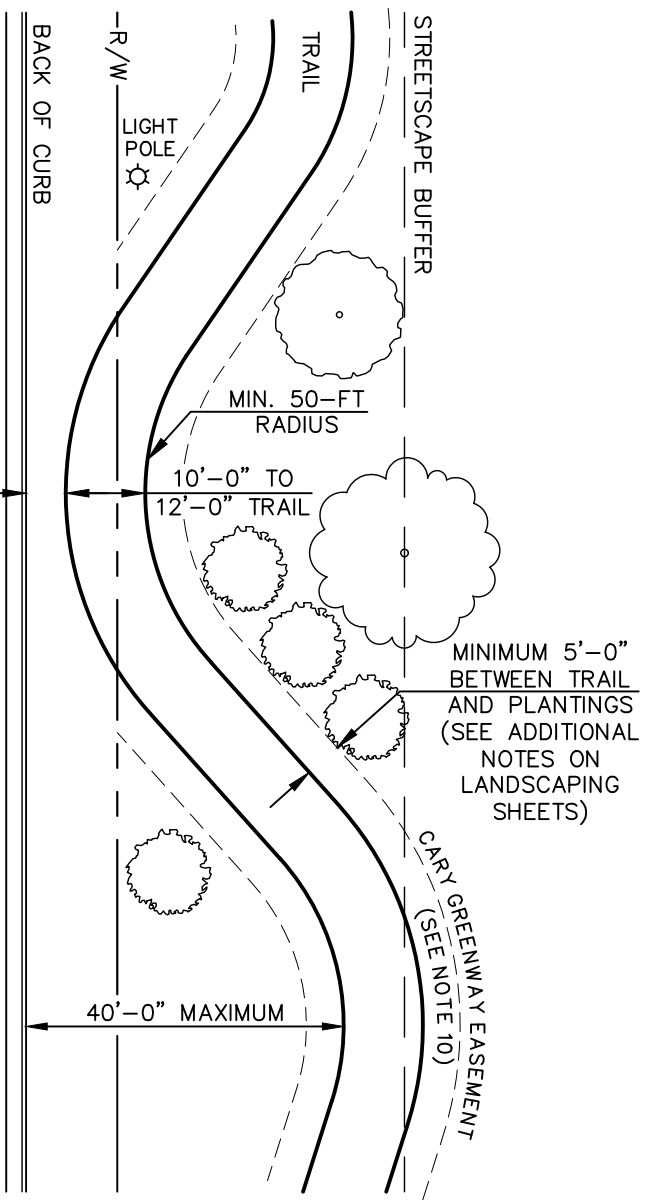 BACK OF CURB
R/W
TRAIL
STREETSCAPE BUFFER
LIGHT
POLE
MIN. 50-FT
RADIUS
10'-0" TO
12'-0" TRAIL
MINIMUM 5'-0"
BETWEEN TRAIL
AND PLANTINGS
(SEE ADDITIONAL
NOTES ON
LANDSCAPING
SHEETS)
CARY GREENWAY EASEMENT
(SEE NOTE 10)
40'-0" MAXIMUM